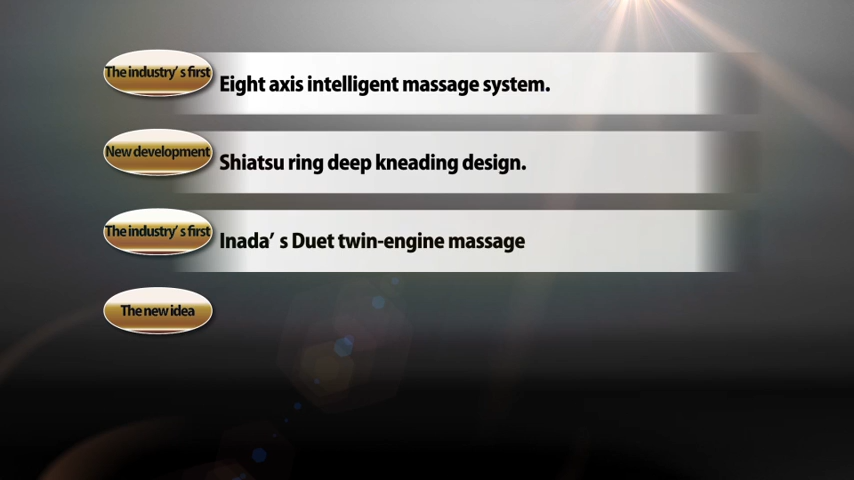 The industry's first
Eight axis intelligent massage system.
New development
Shiatsu ring deep kneading design.
The industry's first
Inada's Duet twin-engine massage
The new idea